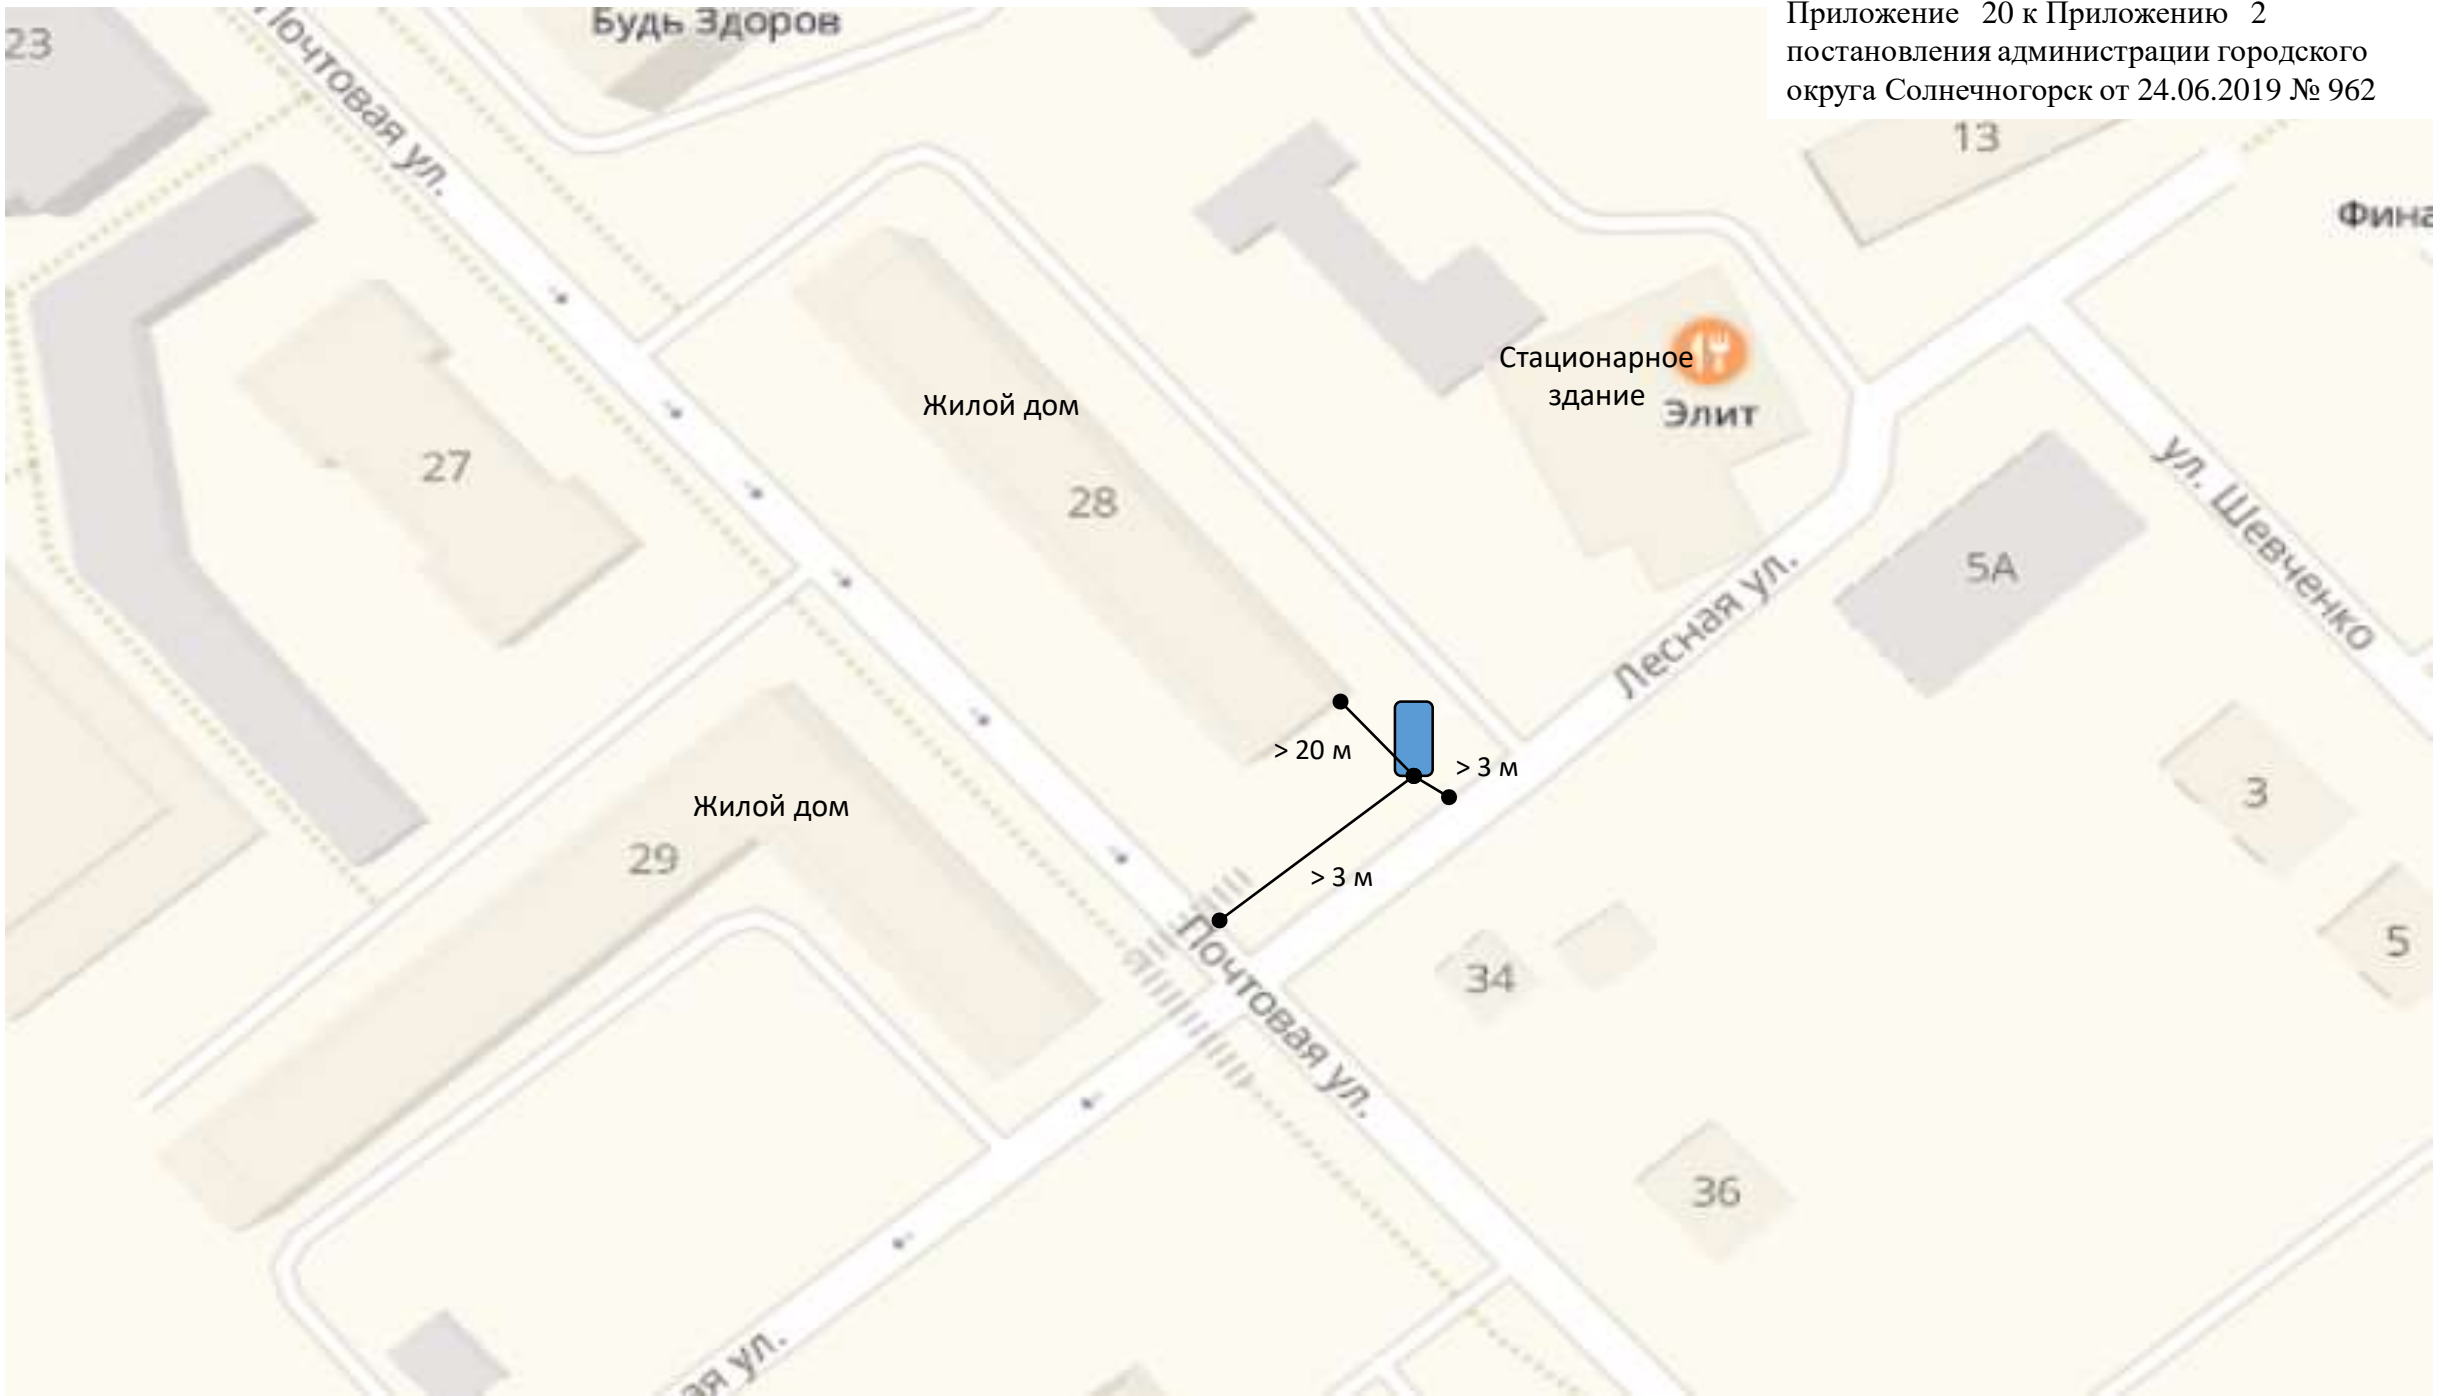 Приложение 20 к Приложению 2
постановления администрации городского
округа Солнечногорск от 24.06.2019 № 962
Будь Здоров
23
Почтовая ул.
13
Фина
Стационарное
здание
Элит
Жилой дом
27
28
ул. Шевченко
5А
Лесная ул.
> 20 м
> 3 м
3
Жилой дом
29
> 3 м
5
34
Почтовая ул.
36
ая ул.